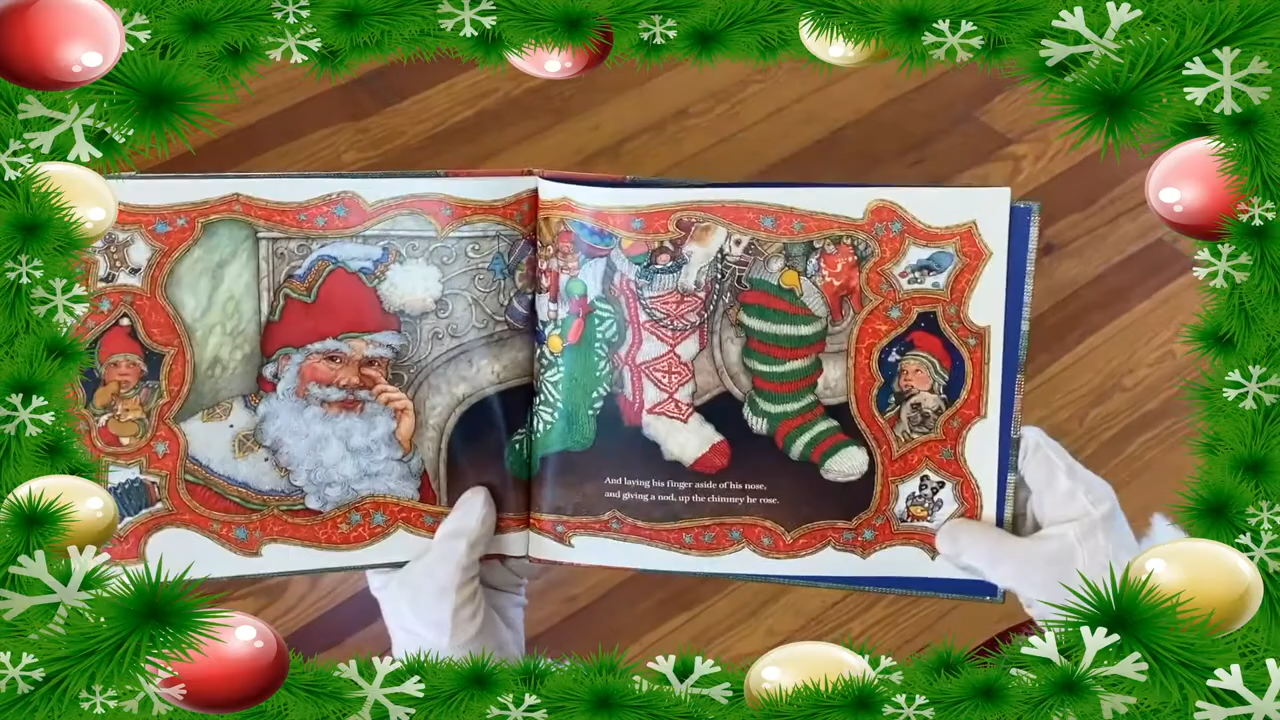 And laying his finger aside of his nose,
and giving a nod, up the chimney he rose.